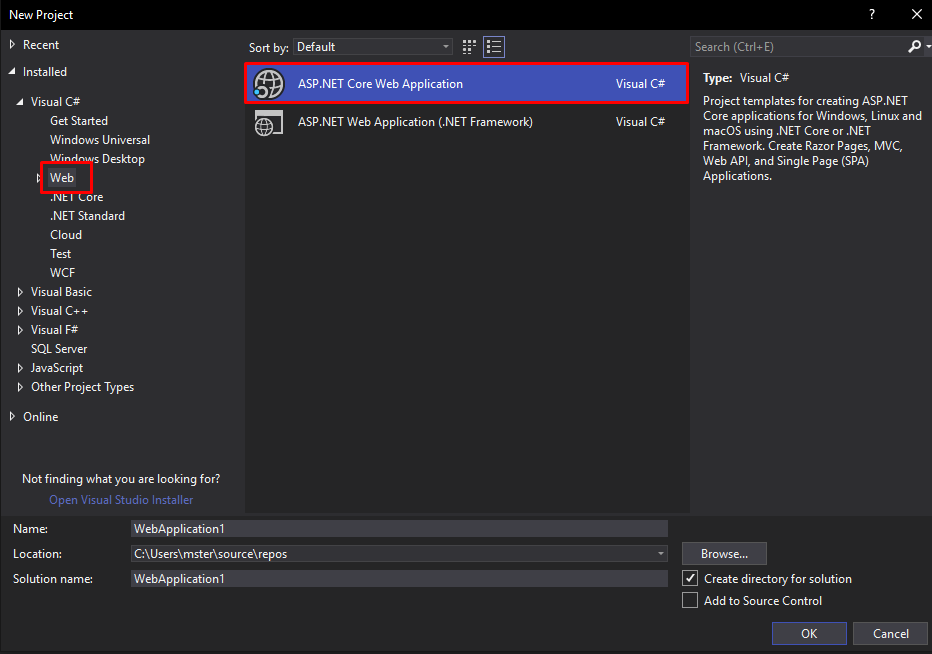 New Project
?
Recent
Installed
Visual C#
Get Started
Windows Universal
Windows Desktop
Web
.NET Core
.NET Standard
Cloud
Test
WCF
Visual Basic
Visual C++
Visual F#
SQL Server
JavaScript
Other Project Types
Online
Not finding what you are looking for?
Open Visual Studio Installer
Sort by: Default
ASP.NET Core Web Application Visual C#
ASP.NET Web Application (.NET Framework) Visual C#
Search (Ctrl+E)
Type: Visual C#
Project templates for creating ASP.NET
Core applications for Windows, Linux and
macOS using .NET Core or .NET
Framework. Create Razor Pages, MVC,
Web API, and Single Page (SPA)
Applications.
Name: WebApplication1
Location: C:\Users\mster\source\repos
Browse...
Solution name: WebApplication1
Create directory for solution
Add to Source Control
OK
Cancel